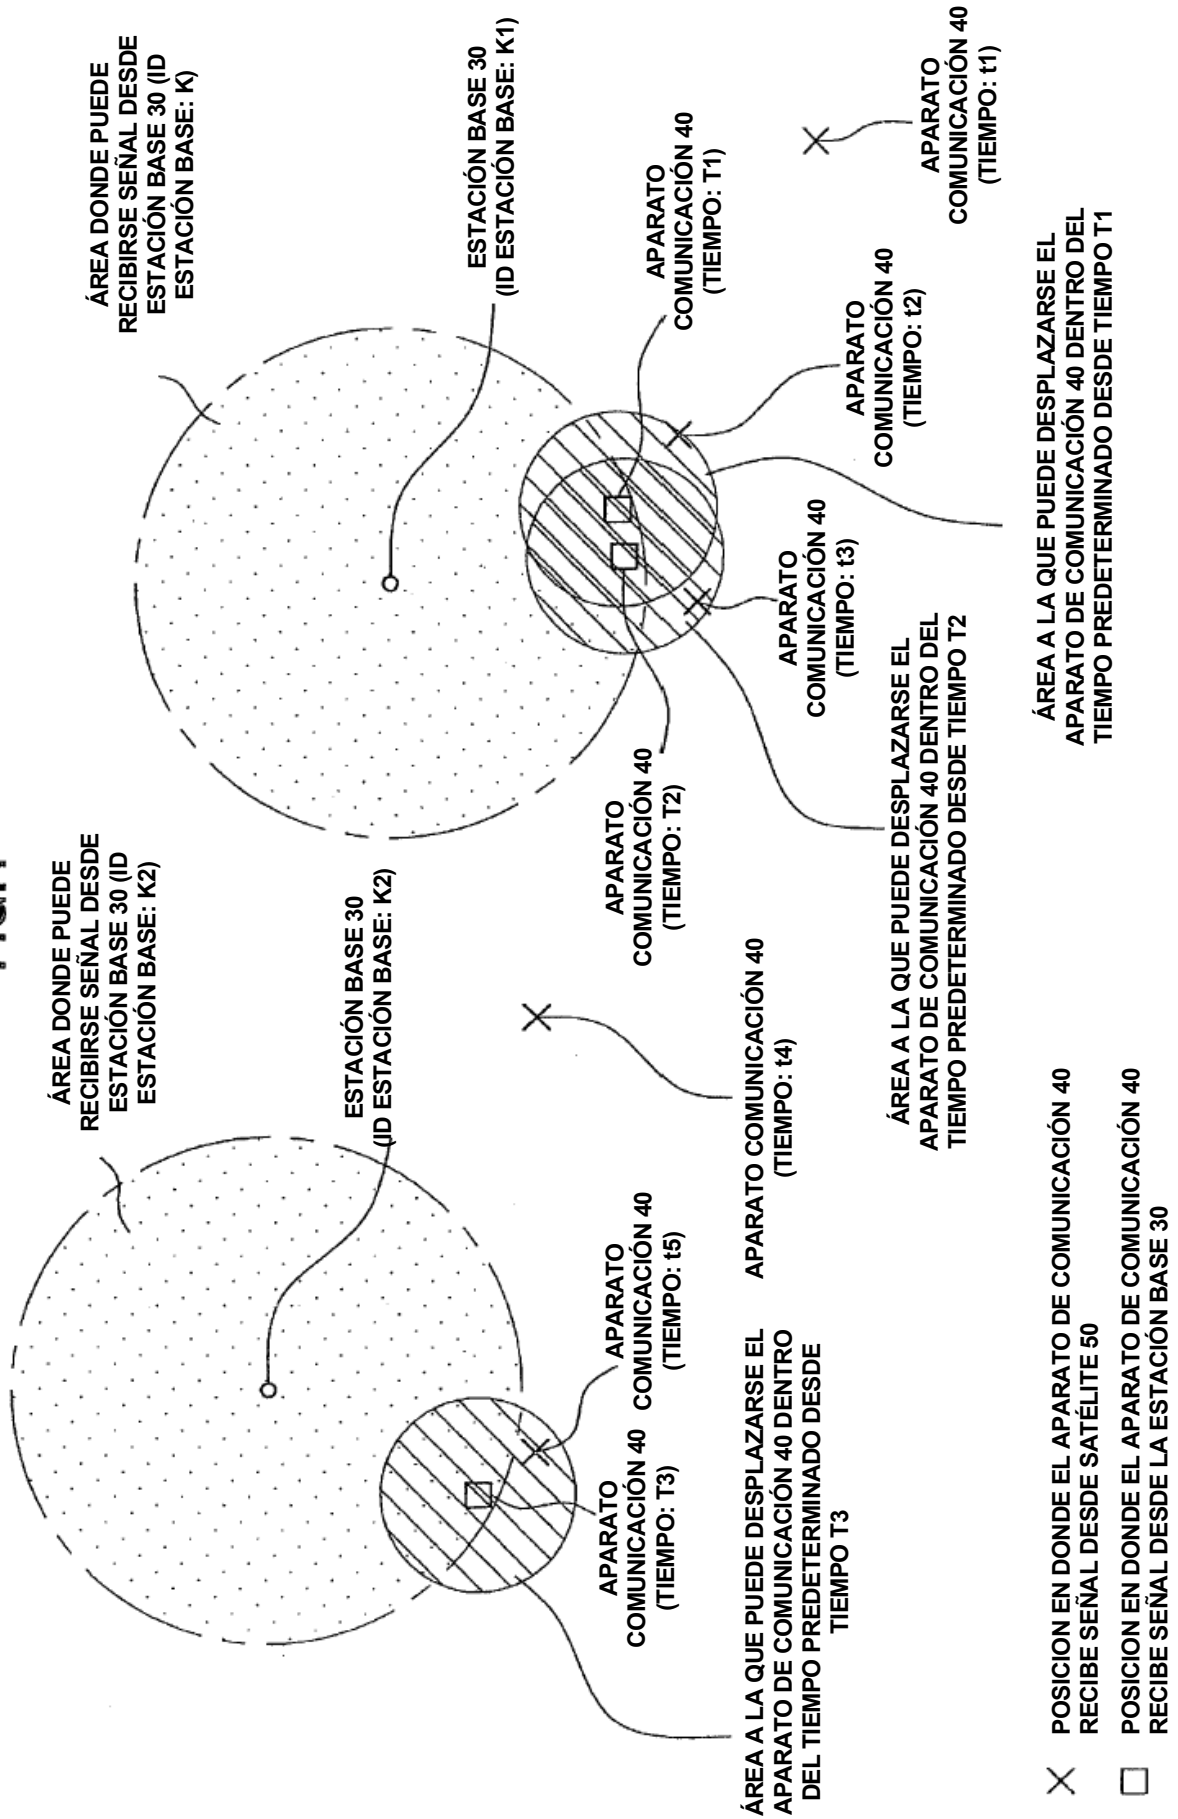 ÁREA DONDE PUEDE
RECIBIRSE SEÑAL DESDE
ESTACIÓN BASE 30 (ID
ESTACIÓN BASE: K2)
ESTACIÓN BASE 30
(ID ESTACIÓN BASE: K2)
APARATO
COMUNICACIÓN 40
(TIEMPO: T3)
APARATO
COMUNICACIÓN 40
(TIEMPO: t5)
APARATO COMUNICACIÓN 40
(TIEMPO: t4)
ÁREA A LA QUE PUEDE DESPLAZARSE EL
APARATO DE COMUNICACIÓN 40 DENTRO
DEL TIEMPO PREDETERMINADO DESDE
TIEMPO T3
ÁREA DONDE PUEDE
RECIBIRSE SEÑAL DESDE
ESTACIÓN BASE 30 (ID
ESTACIÓN BASE: K)
ESTACIÓN BASE 30
(ID ESTACIÓN BASE: K1)
APARATO
COMUNICACIÓN 40
(TIEMPO: T2)
APARATO
COMUNICACIÓN 40
(TIEMPO: T1)
APARATO
COMUNICACIÓN 40
(TIEMPO: t3)
APARATO
COMUNICACIÓN 40
(TIEMPO: t2)
APARATO
COMUNICACIÓN 40
(TIEMPO: t1)
ÁREA A LA QUE PUEDE DESPLAZARSE EL
APARATO DE COMUNICACIÓN 40 DENTRO DEL
TIEMPO PREDETERMINADO DESDE TIEMPO T2
ÁREA A LA QUE PUEDE DESPLAZARSE EL
APARATO DE COMUNICACIÓN 40 DENTRO DEL
TIEMPO PREDETERMINADO DESDE TIEMPO T1
POSICION EN DONDE EL APARATO DE COMUNICACIÓN 40
RECIBE SEÑAL DESDE SATÉLITE 50
POSICION EN DONDE EL APARATO DE COMUNICACIÓN 40
RECIBE SEÑAL DESDE LA ESTACIÓN BASE 30